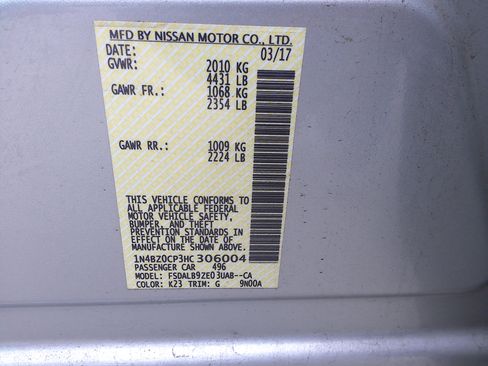 MFD BY NISSAN MOTOR CO., LTD.
DATE: 03/17
GVWR: 2010 KG
4431 LB
GAWR FR.: 1068 KG
2354 LB
GAWR RR.: 1009 KG
2224 LB
THIS VEHICLE CONFORMS TO
ALL APPLICABLE FEDERAL
MOTOR VEHICLE SAFETY,
BUMPER, AND THEFT
PREVENTION STANDARDS IN
EFFECT ON THE DATE OF
MANUFACTURE SHOWN ABOVE.
1N4BZ0CP3HC 306004
PASSENGER CAR 496
MODEL: FSDALB9ZE03UAB--CA
COLOR: K23 TRIM: G 9N00A